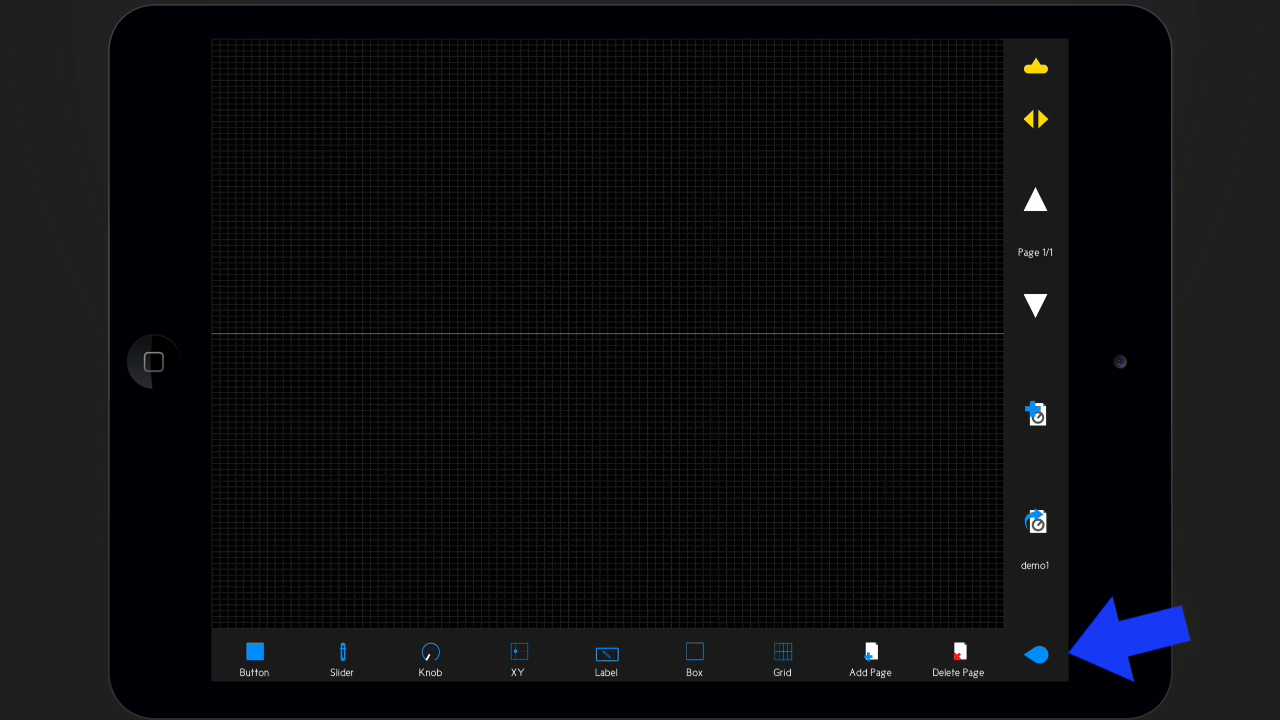 Page 1/1
demo1
Button
Slider
Knob
XY
Label
Box
Grid
Add Page
Delete Page